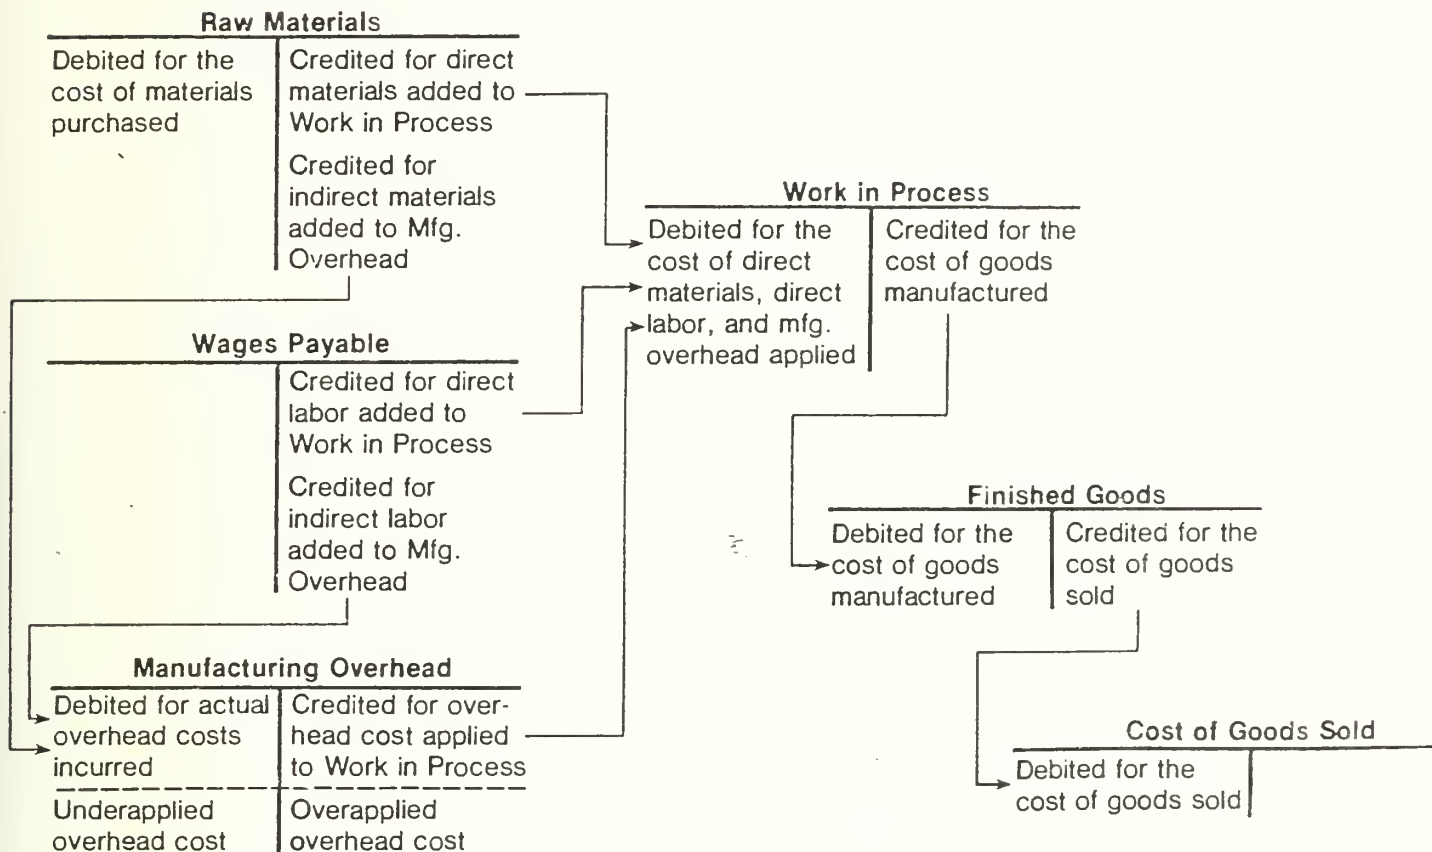 Raw Materials
Debited for the
cost of materials
purchased
Credited for direct
materials added to
Work in Process
Credited for
indirect materials
added to Mfg.
Overhead
Wages Payable
Credited for direct
labor added to
Work in Process
Credited for
indirect labor
added to Mfg.
Overhead
Manufacturing Overhead
Debited for actual
overhead costs
incurred
Credited for over-
head cost applied
to Work in Process
Underapplied
overhead cost
Overapplied
overhead cost
Work in Process
Debited for the
cost of direct
materials, direct
labor, and mfg.
overhead applied
Credited for the
cost of goods
manufactured
Finished Goods
Debited for the
cost of goods
manufactured
Credited for the
cost of goods
sold
Cost of Goods Sold
Debited for the
cost of goods sold